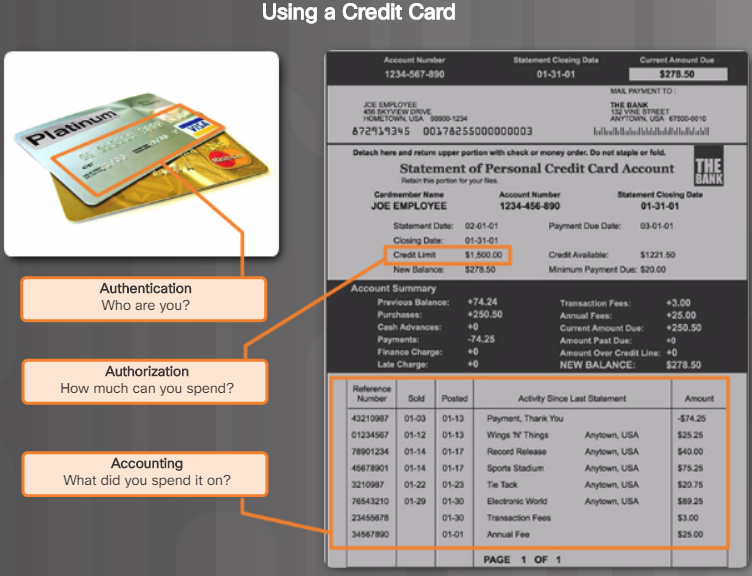 Using a Credit Card
Platinum
VISA
MasterCard
Authentication
Who are you?
Authorization
How much can you spend?
Accounting
What did you spend it on?
Account Number Statement Closing Date Current Amount Due
1234-567-890 01-31-01 $278.50
MAIL PAYMENT TO :
JOE EMPLOYEE THE BANK
456 SKYVIEW DRIVE 132 VINE STREET
HOMETOWN, USA 99900-1234 ANYTOWN, USA 67500-0010
872919345 00178255000000003
Detach here and return upper portion with check or money order. Do not staple or fold.
Statement of Personal Credit Card Account
Retain this portion for your files.
THE
BANK
Cardmember Name Account Number Statement Closing Date
JOE EMPLOYEE 1234-456-890 01-31-01
Statement Date: 02-01-01 Payment Due Date: 03-01-01
Closing Date: 01-31-01
Credit Limit $1,500.00 Credit Available: $1221.50
New Balance: $278.50 Minimum Payment Due: $20.00
Account Summary
Previous Balance: +74.24 Transaction Fees: +3.00
Purchases: +250.50 Annual Fees: +25.00
Cash Advances: +0 Current Amount Due: +250.50
Payments: -74.25 Amount Past Due: +0
Finance Charge: +0 Amount Over Credit Line: +0
Late Charge: +0 NEW BALANCE: $278.50
Reference
Number Sold Posted Activity Since Last Statement Amount
43210987 01-03 01-13 Payment, Thank You -$74.25
01234567 01-12 01-13 Wings 'N' Things Anytown, USA $25.25
78901234 01-14 01-17 Record Release Anytown, USA $40.00
45678901 01-14 01-17 Sports Stadium Anytown, USA $75.25
3210987 01-22 01-23 Tie Tack Anytown, USA $20.75
76543210 01-29 01-30 Electronic World Anytown, USA $89.25
23455678 01-30 Transaction Fees $3.00
34567890 01-01 Annual Fee $25.00
PAGE 1 OF 1